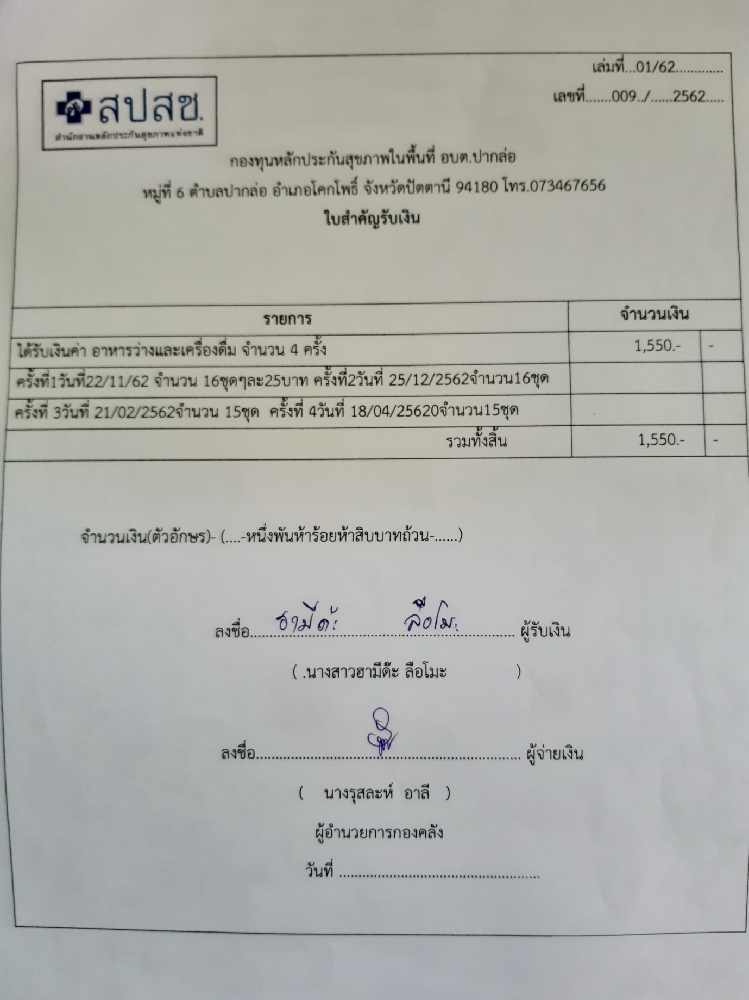 เล่มที่...01/62.............
เลขที่.......009../......2562.....
สปสช.
สำนักงานหลักประกันสุขภาพแห่งชาติ
กองทุนหลักประกันสุขภาพในพื้นที่ อบต.ปากล่อ
หมู่ที่ 6 ตำบลปากล่อ อำเภอโคกโพธิ์ จังหวัดปัตตานี 94180 โทร.073467656
ใบสำคัญรับเงิน
รายการ จำนวนเงิน
ได้รับเงินค่า อาหารว่างและเครื่องดื่ม จำนวน 4 ครั้ง 1,550.- -
ครั้งที่1วันที่22/11/62 จำนวน 16ชุดๆละ25บาท ครั้งที่2วันที่ 25/12/2562จำนวน16ชุด
ครั้งที่ 3วันที่ 21/02/2562จำนวน 15ชุด ครั้งที่ 4วันที่ 18/04/25620จำนวน15ชุด
รวมทั้งสิ้น 1,550.- -
จำนวนเงิน(ตัวอักษร)- (....-หนึ่งพันห้าร้อยห้าสิบบาทถ้วน-......)
ลงชื่อ....ฮามีด๊ะ ลือโมะ.... ผู้รับเงิน
( .นางสาวฮามีด๊ะ ลือโมะ )
ลงชื่อ........................................................ ผู้จ่ายเงิน
( นางรุสละห์ อาลี )
ผู้อำนวยการกองคลัง
วันที่ ....................................................